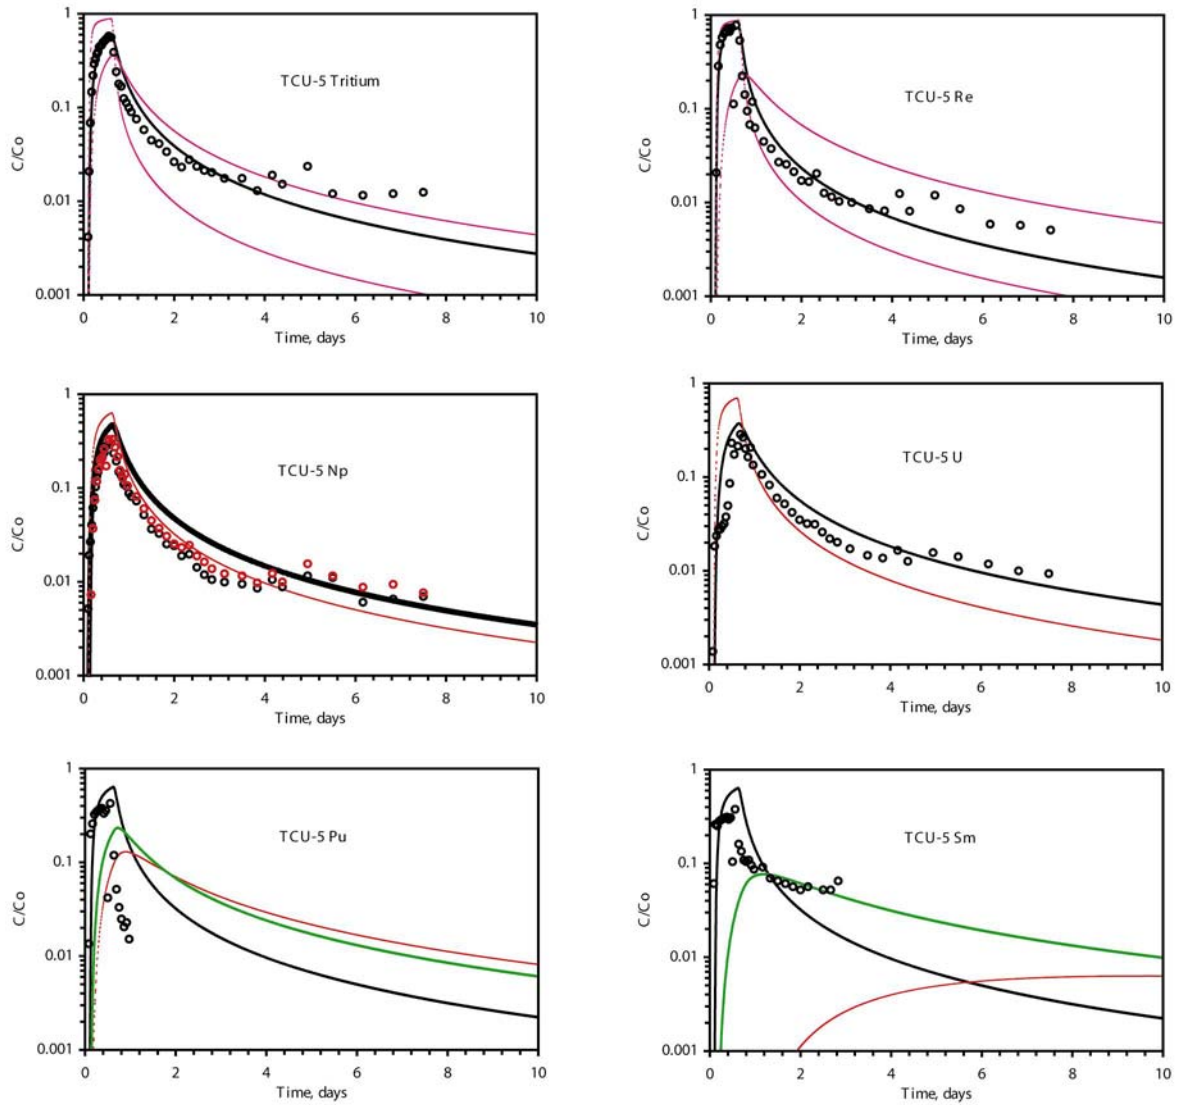 1
0.1
0.01
0.001
C/Co
TCU-5 Tritium
0 2 4 6 8 10
Time, days
1
0.1
0.01
0.001
C/Co
TCU-5 Re
0 2 4 6 8 10
Time, days
1
0.1
0.01
0.001
C/Co
TCU-5 Np
0 2 4 6 8 10
Time, days
1
0.1
0.01
0.001
C/Co
TCU-5 U
0 2 4 6 8 10
Time, days
1
0.1
0.01
0.001
C/Co
TCU-5 Pu
0 2 4 6 8 10
Time, days
1
0.1
0.01
0.001
C/Co
TCU-5 Sm
0 2 4 6 8 10
Time, days